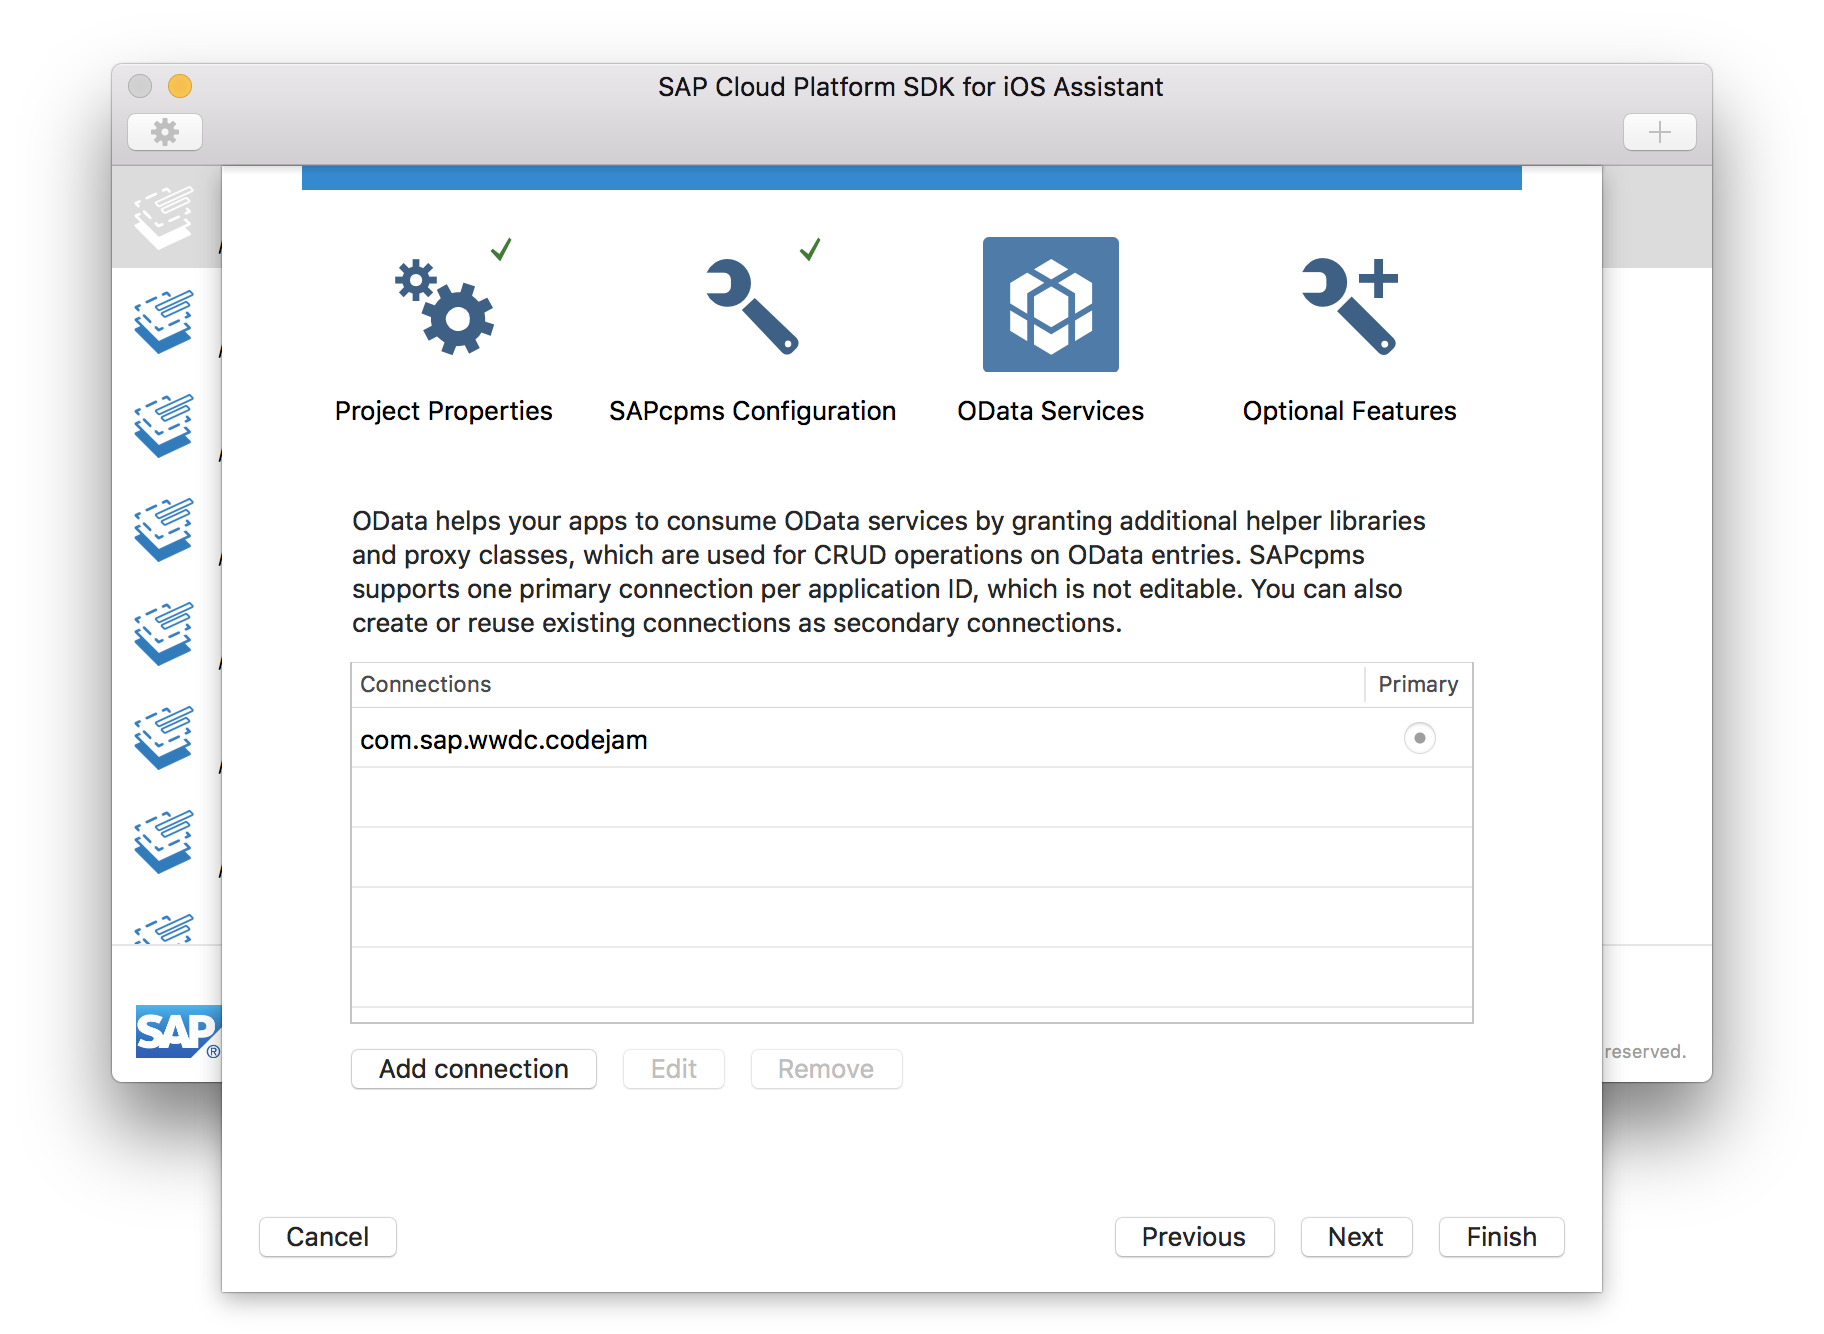 SAP Cloud Platform SDK for iOS Assistant
Project Properties
SAPcpms Configuration
OData Services
Optional Features
OData helps your apps to consume OData services by granting additional helper libraries
and proxy classes, which are used for CRUD operations on OData entries. SAPcpms
supports one primary connection per application ID, which is not editable. You can also
create or reuse existing connections as secondary connections.
Connections
Primary
com.sap.wwdc.codejam
Add connection
Edit
Remove
SAP®
reserved.
Cancel
Previous
Next
Finish